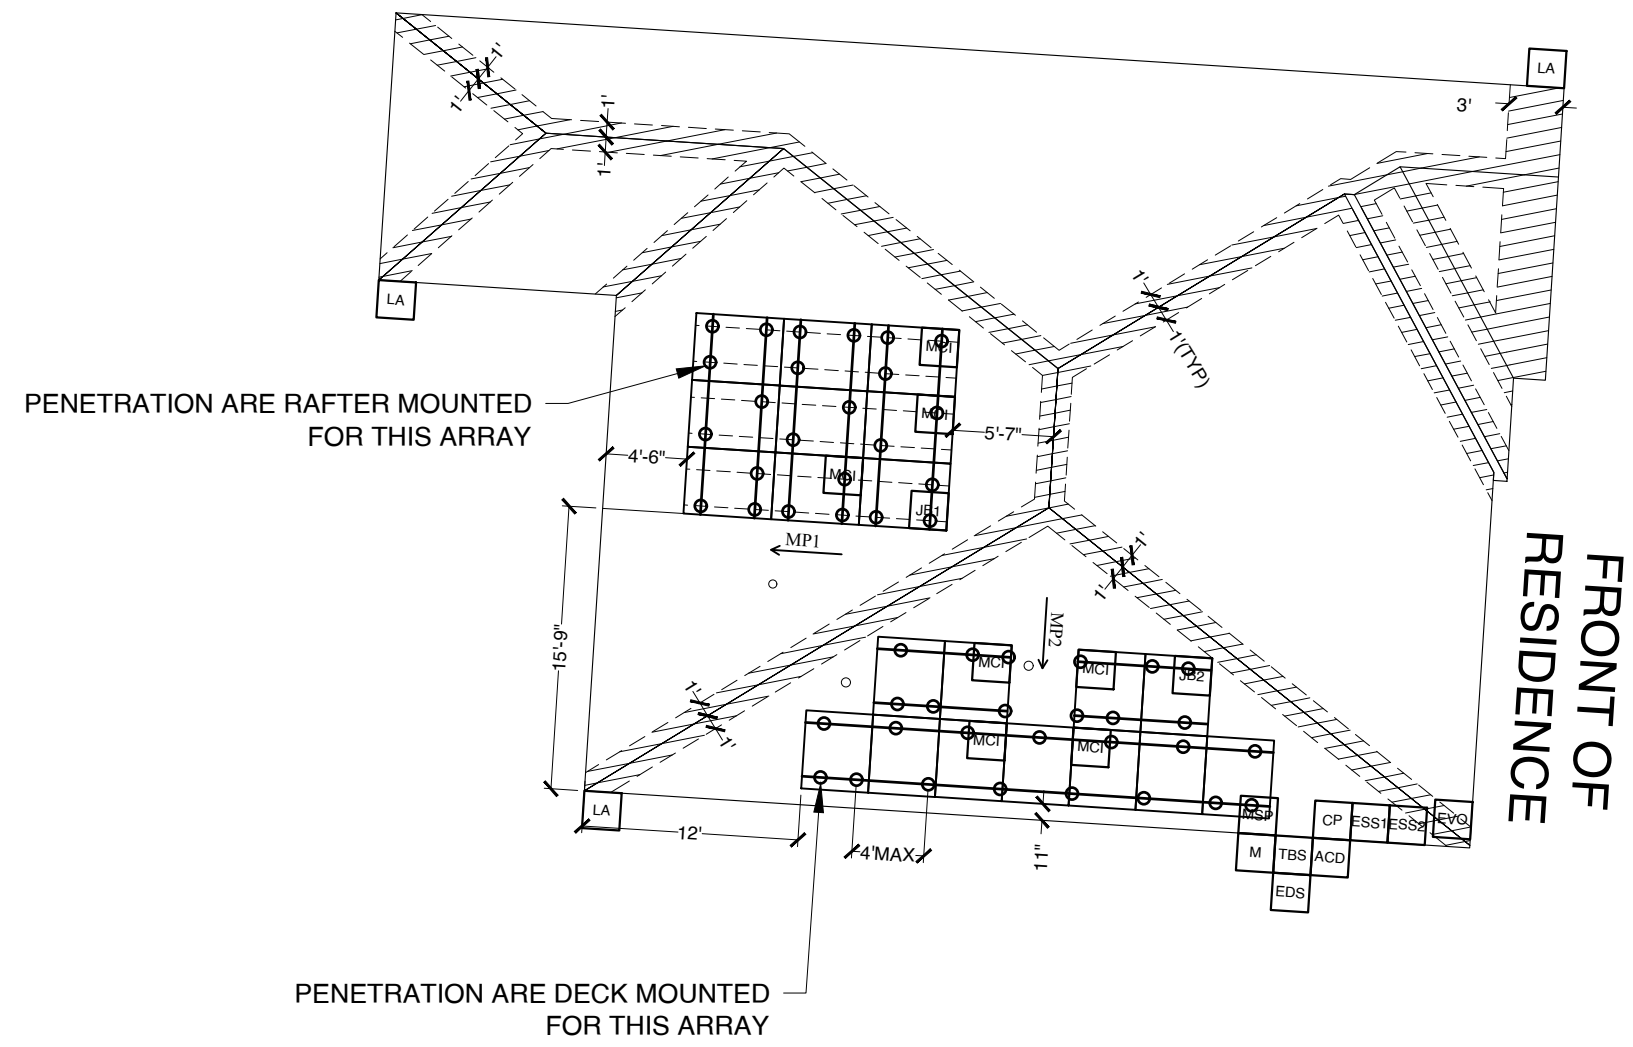 LA
1'
1'
1'
1'
3'
LA
1'
1'(TYP)
MCI
PENETRATION ARE RAFTER MOUNTED
FOR THIS ARRAY
MCI
4'-6"
5'-7"
MCI
JB1
MP1
1'
1'
FRONT OF
RESIDENCE
MP2
15'-9"
MCI
MCI
JB2
1'
1'
MCI
MCI
LA
12'
4'MAX
11"
MSP
CP
ESS1
ESS2
EVO
M
TBS
ACD
EDS
PENETRATION ARE DECK MOUNTED
FOR THIS ARRAY